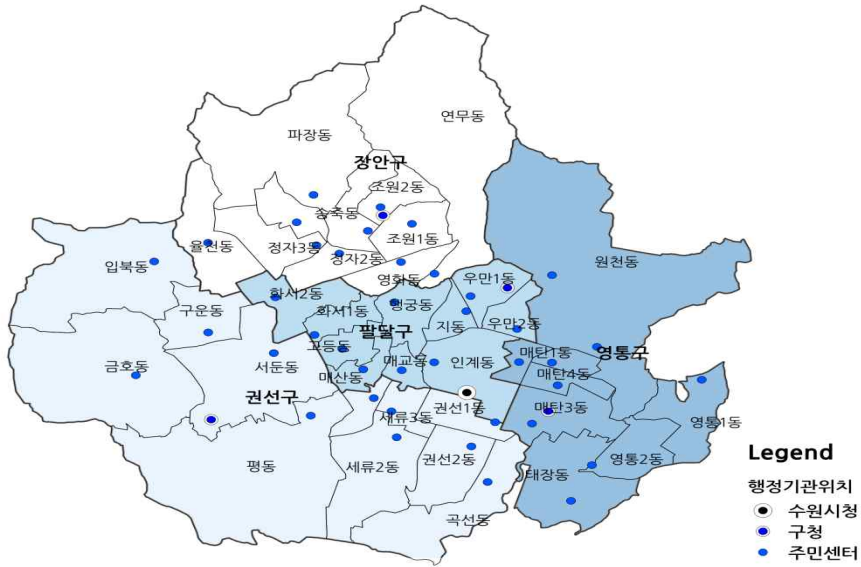 연무동
파장동
장안구
조원2동
송죽동
율천동
정자3동
조원1동
정자2동
입북동
원천동
영화동
우만1동
화서2동
구운동
화서1동
행궁동
지동
우만2동
팔달구
고등동
매교동
인계동
매탄1동
영통구
금호동
서둔동
매산동
매탄4동
권선구
세류3동
권선1동
매탄3동
영통1동
평동
세류2동
권선2동
태장동
영통2동
곡선동
Legend
행정기관위치
수원시청
구청
주민센터